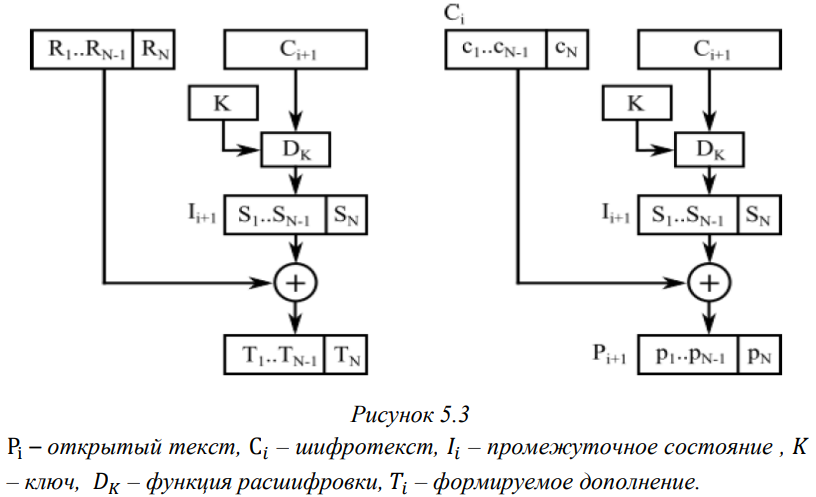 C_i
R_1..R_{N-1} R_N C_{i+1} c_1..c_{N-1} c_N C_{i+1}
K K
D_K D_K
I_{i+1} S_1..S_{N-1} S_N I_{i+1} S_1..S_{N-1} S_N
+ +
T_1..T_{N-1} T_N P_{i+1} p_1..p_{N-1} p_N
Рисунок 5.3
P_i – открытый текст, C_i – шифротекст, I_i – промежуточное состояние , K
– ключ, D_K – функция расшифровки, T_i – формируемое дополнение.